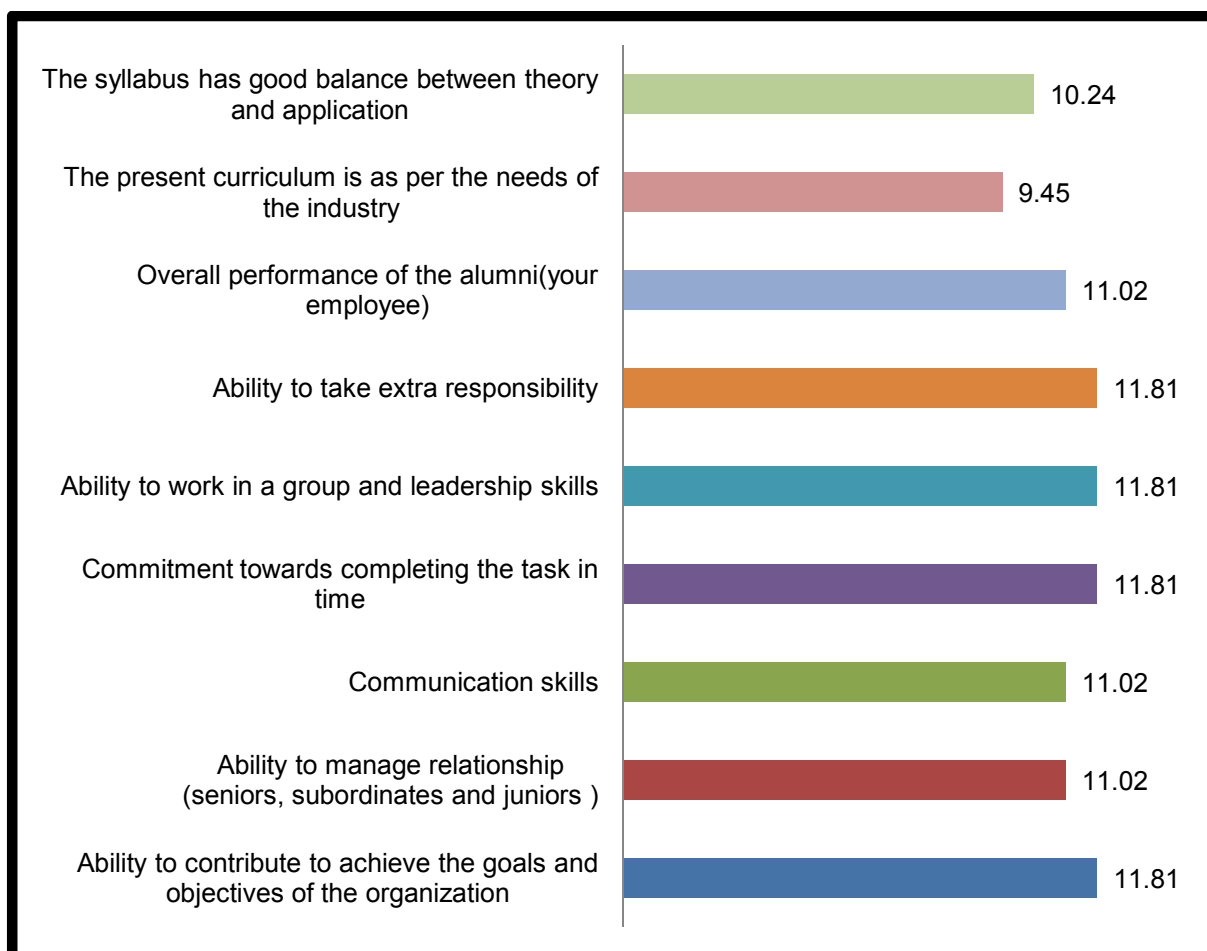 The syllabus has good balance between theory
and application
10.24
The present curriculum is as per the needs of
the industry
9.45
Overall performance of the alumni(your
employee)
11.02
Ability to take extra responsibility
11.81
Ability to work in a group and leadership skills
11.81
Commitment towards completing the task in
time
11.81
Communication skills
11.02
Ability to manage relationship
(seniors, subordinates and juniors )
11.02
Ability to contribute to achieve the goals and
objectives of the organization
11.81